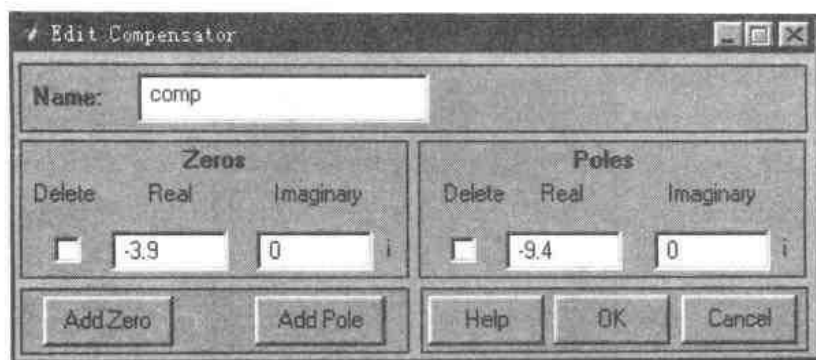 Edit Compensator
Name: comp
Zeros
Delete Real Imaginary
-3.9 0 i
Poles
Delete Real Imaginary
-9.4 0 i
Add Zero Add Pole
Help OK Cancel